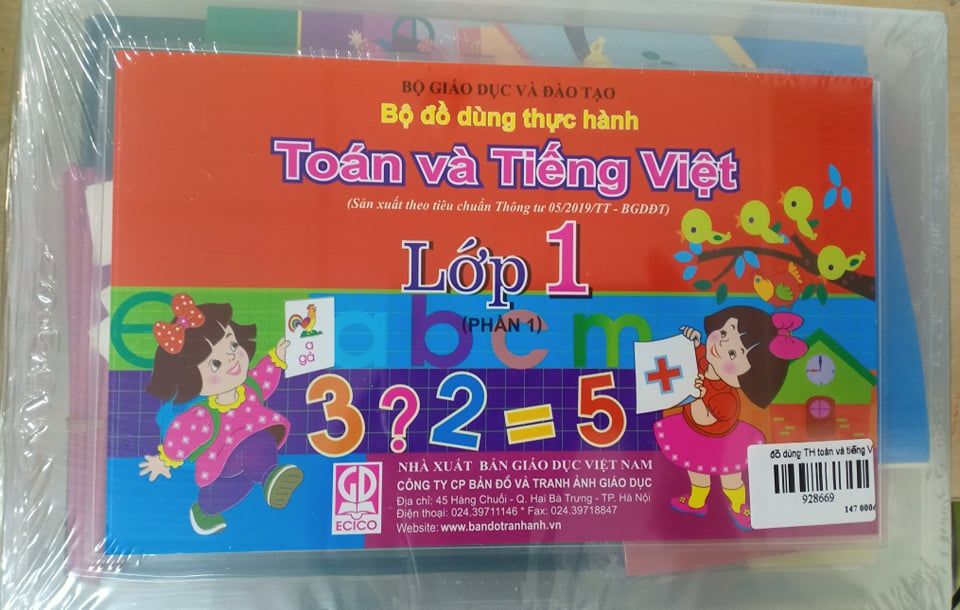 BỘ GIÁO DỤC VÀ ĐÀO TẠO
Bộ đồ dùng thực hành
Toán và Tiếng Việt
(Sản xuất theo tiêu chuẩn Thông tư 05/2019/TT - BGDĐT)
Lớp 1
(PHẦN 1)
e d a b c m
a
gà
3 ? 2 = 5
+
GD
ECICO
NHÀ XUẤT BẢN GIÁO DỤC VIỆT NAM
CÔNG TY CP BẢN ĐỒ VÀ TRANH ẢNH GIÁO DỤC
Địa chỉ: 45 Hàng Chuối - Q. Hai Bà Trưng - TP. Hà Nội
Điện thoại: 024.39711146 * Fax: 024.39718847
Website: www.bandotranhanh.vn
đồ dùng TH toán và tiếng V
928669
147 000